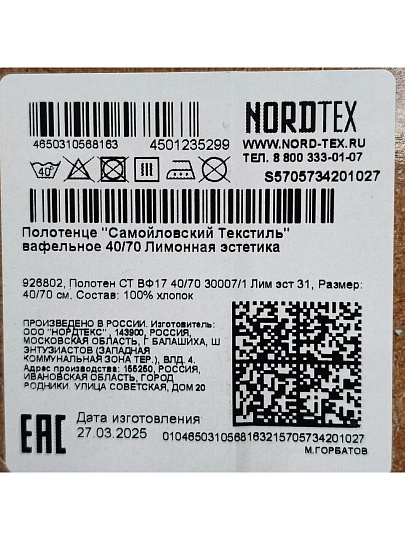 NORDTEX
4650310568163
4501235299
WWW.NORD-TEX.RU
ТЕЛ. 8 800 333-01-07
40°
S5705734201027
Полотенце "Самойловский Текстиль"
вафельное 40/70 Лимонная эстетика
926802, Полотен СТ ВФ17 40/70 30007/1 Лим эст 31, Размер:
40/70 см, Состав: 100% хлопок
ПРОИЗВЕДЕНО В РОССИИ. Изготовитель:
ООО "НОРДТЕКС" , 143900, РОССИЯ,
МОСКОВСКАЯ ОБЛАСТЬ, Г БАЛАШИХА, Ш
ЭНТУЗИАСТОВ (ЗАПАДНАЯ
КОММУНАЛЬНАЯ ЗОНА ТЕР.), ВЛД. 4.
Адрес производства: 155250, РОССИЯ,
ИВАНОВСКАЯ ОБЛАСТЬ, ГОРОД
РОДНИКИ. УЛИЦА СОВЕТСКАЯ, ДОМ 20
EAC
Дата изготовления
27.03.2025
0104650310568163215705734201027
М.ГОРБАТОВ